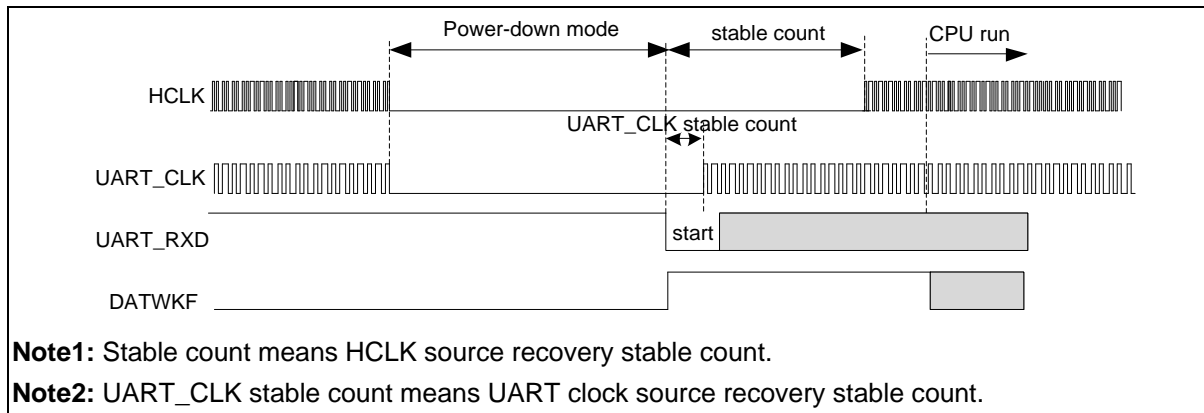 Power-down mode
stable count
CPU run
HCLK
UART_CLK stable count
UART_CLK
UART_RXD
start
DATWKF
Note1: Stable count means HCLK source recovery stable count.
Note2: UART_CLK stable count means UART clock source recovery stable count.